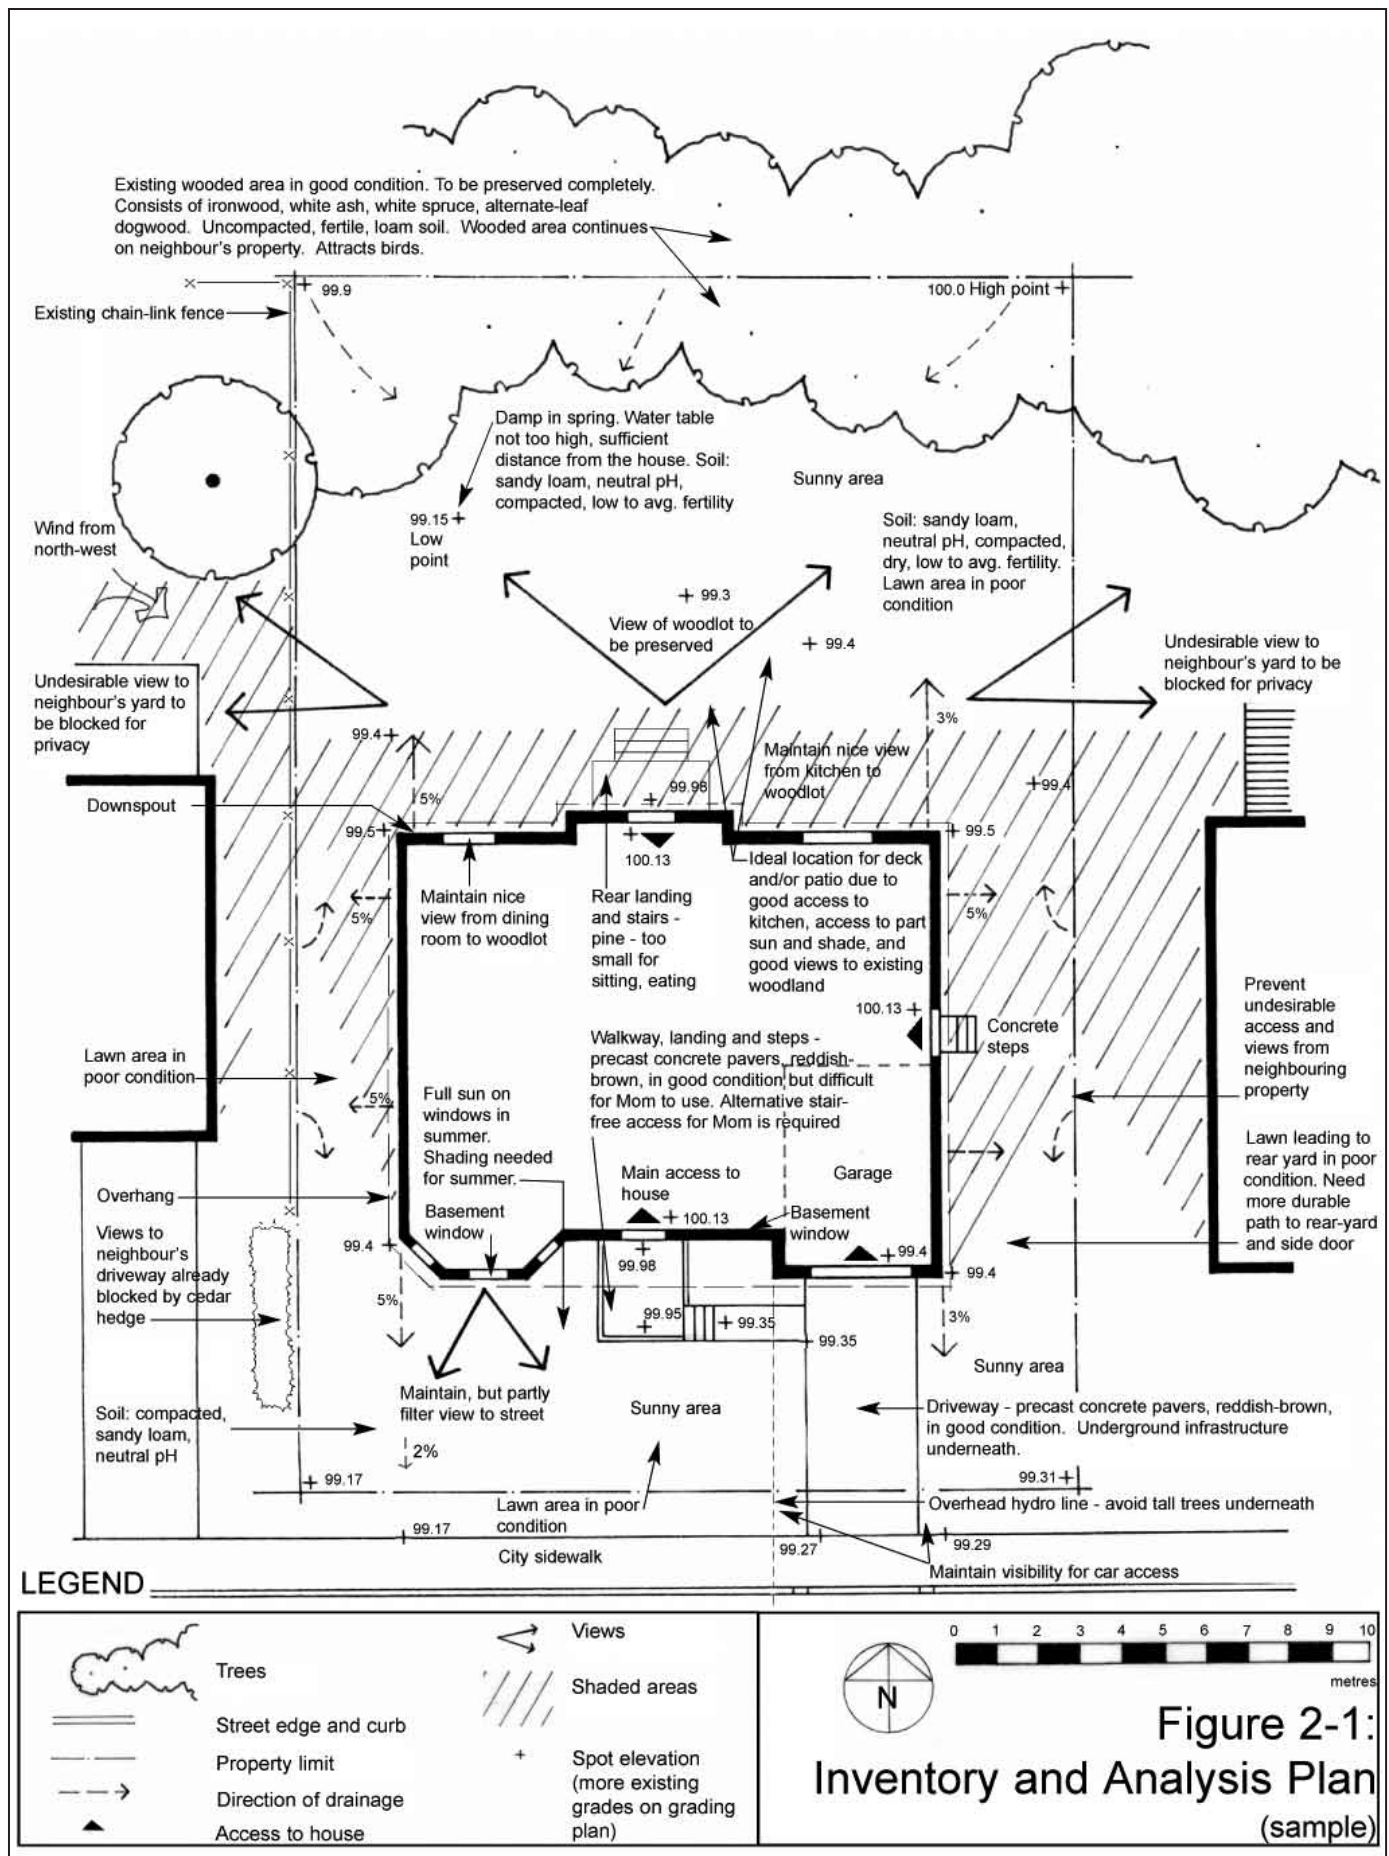 Existing wooded area in good condition. To be preserved completely.
Consists of ironwood, white ash, white spruce, alternate-leaf
dogwood. Uncompacted, fertile, loam soil. Wooded area continues
on neighbour's property. Attracts birds.
99.9
100.0 High point
Existing chain-link fence
Damp in spring. Water table
not too high, sufficient
distance from the house. Soil:
sandy loam, neutral pH,
compacted, low to avg. fertility
Sunny area
99.15
Low
point
Soil: sandy loam,
neutral pH, compacted,
dry, low to avg. fertility.
Lawn area in poor
condition
Wind from
north-west
99.3
View of woodlot to
be preserved
99.4
Undesirable view to
neighbour's yard to be
blocked for privacy
Undesirable view to
neighbour's yard to
be blocked for
privacy
99.4
3%
Maintain nice view
from kitchen to
woodlot
99.98
99.4
Downspout
5%
99.5
99.5
100.13
Maintain nice
view from dining
room to woodlot
Rear landing
and stairs -
pine - too
small for
sitting, eating
Ideal location for deck
and/or patio due to
good access to
kitchen, access to part
sun and shade, and
good views to existing
woodland
5%
5%
100.13
Concrete
steps
Prevent
undesirable
access and
views from
neighbouring
property
Walkway, landing and steps -
precast concrete pavers, reddish-
brown, in good condition but difficult
for Mom to use. Alternative stair-
free access for Mom is required
Lawn area in
poor condition
5%
Full sun on
windows in
summer.
Shading needed
for summer.
Main access to
house
Garage
Lawn leading to
rear yard in poor
condition. Need
more durable
path to rear-yard
and side door
Overhang
Basement
window
100.13
Basement
window
Views to
neighbour's
driveway already
blocked by cedar
hedge
99.4
99.98
99.4
99.4
5%
99.95
99.35
99.35
3%
Sunny area
Maintain, but partly
filter view to street
Sunny area
Driveway - precast concrete pavers, reddish-brown,
in good condition. Underground infrastructure
underneath.
Soil: compacted,
sandy loam,
neutral pH
2%
99.17
99.31
Lawn area in poor
condition
Overhead hydro line - avoid tall trees underneath
99.17
99.27
99.29
City sidewalk
Maintain visibility for car access
LEGEND
Trees
Street edge and curb
Property limit
Direction of drainage
Access to house
Views
Shaded areas
Spot elevation
(more existing
grades on grading
plan)
N
0 1 2 3 4 5 6 7 8 9 10
metres
Figure 2-1:
Inventory and Analysis Plan
(sample)